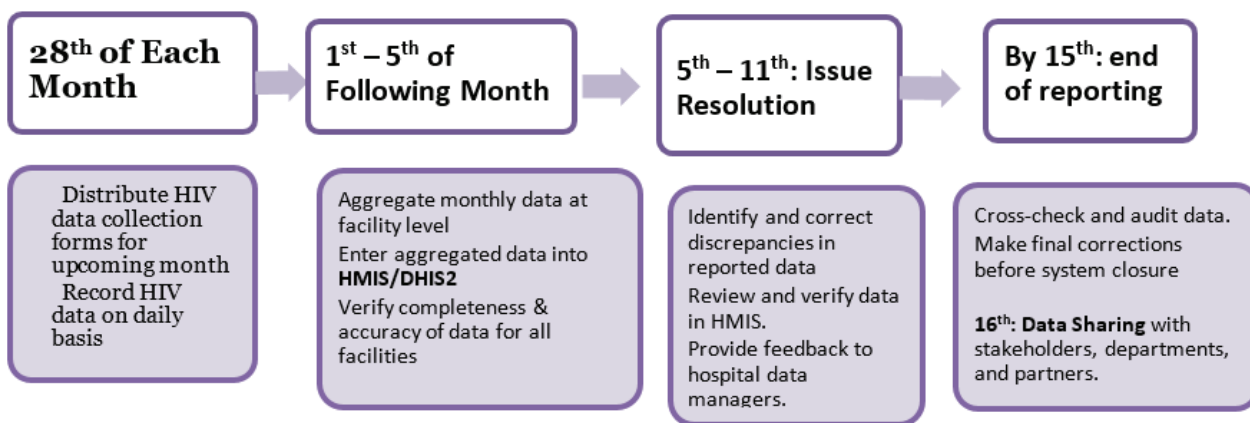 28th of Each
Month
1st – 5th of
Following Month
5th – 11th: Issue
Resolution
By 15th: end
of reporting
Distribute HIV
data collection
forms for
upcoming month
Record HIV
data on daily
basis
Aggregate monthly data at
facility level
Enter aggregated data into
HMIS/DHIS2
Verify completeness &
accuracy of data for all
facilities
Identify and correct
discrepancies in
reported data
Review and verify data
in HMIS.
Provide feedback to
hospital data
managers.
Cross-check and audit data.
Make final corrections
before system closure
16th: Data Sharing with
stakeholders, departments,
and partners.